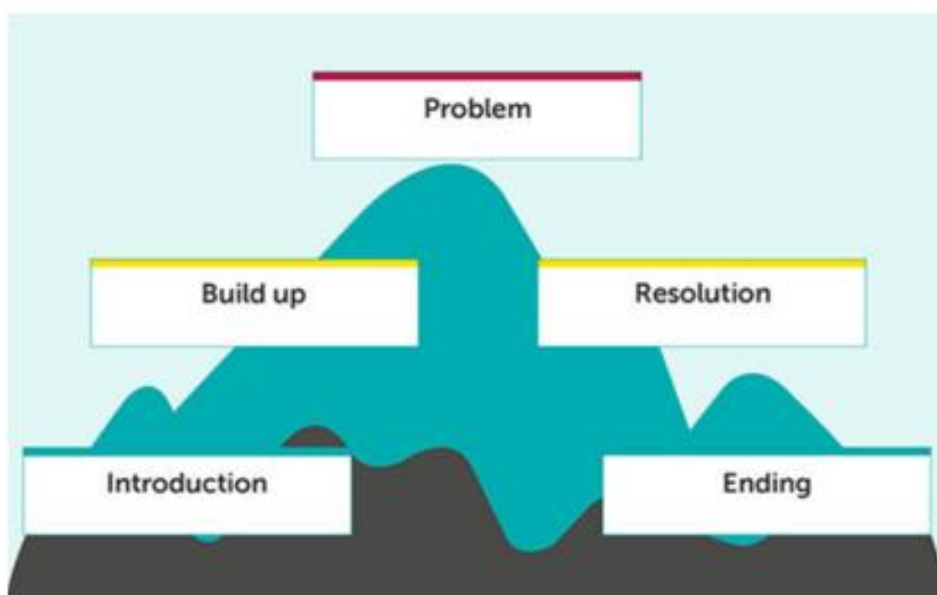 Problem
Build up
Resolution
Introduction
Ending